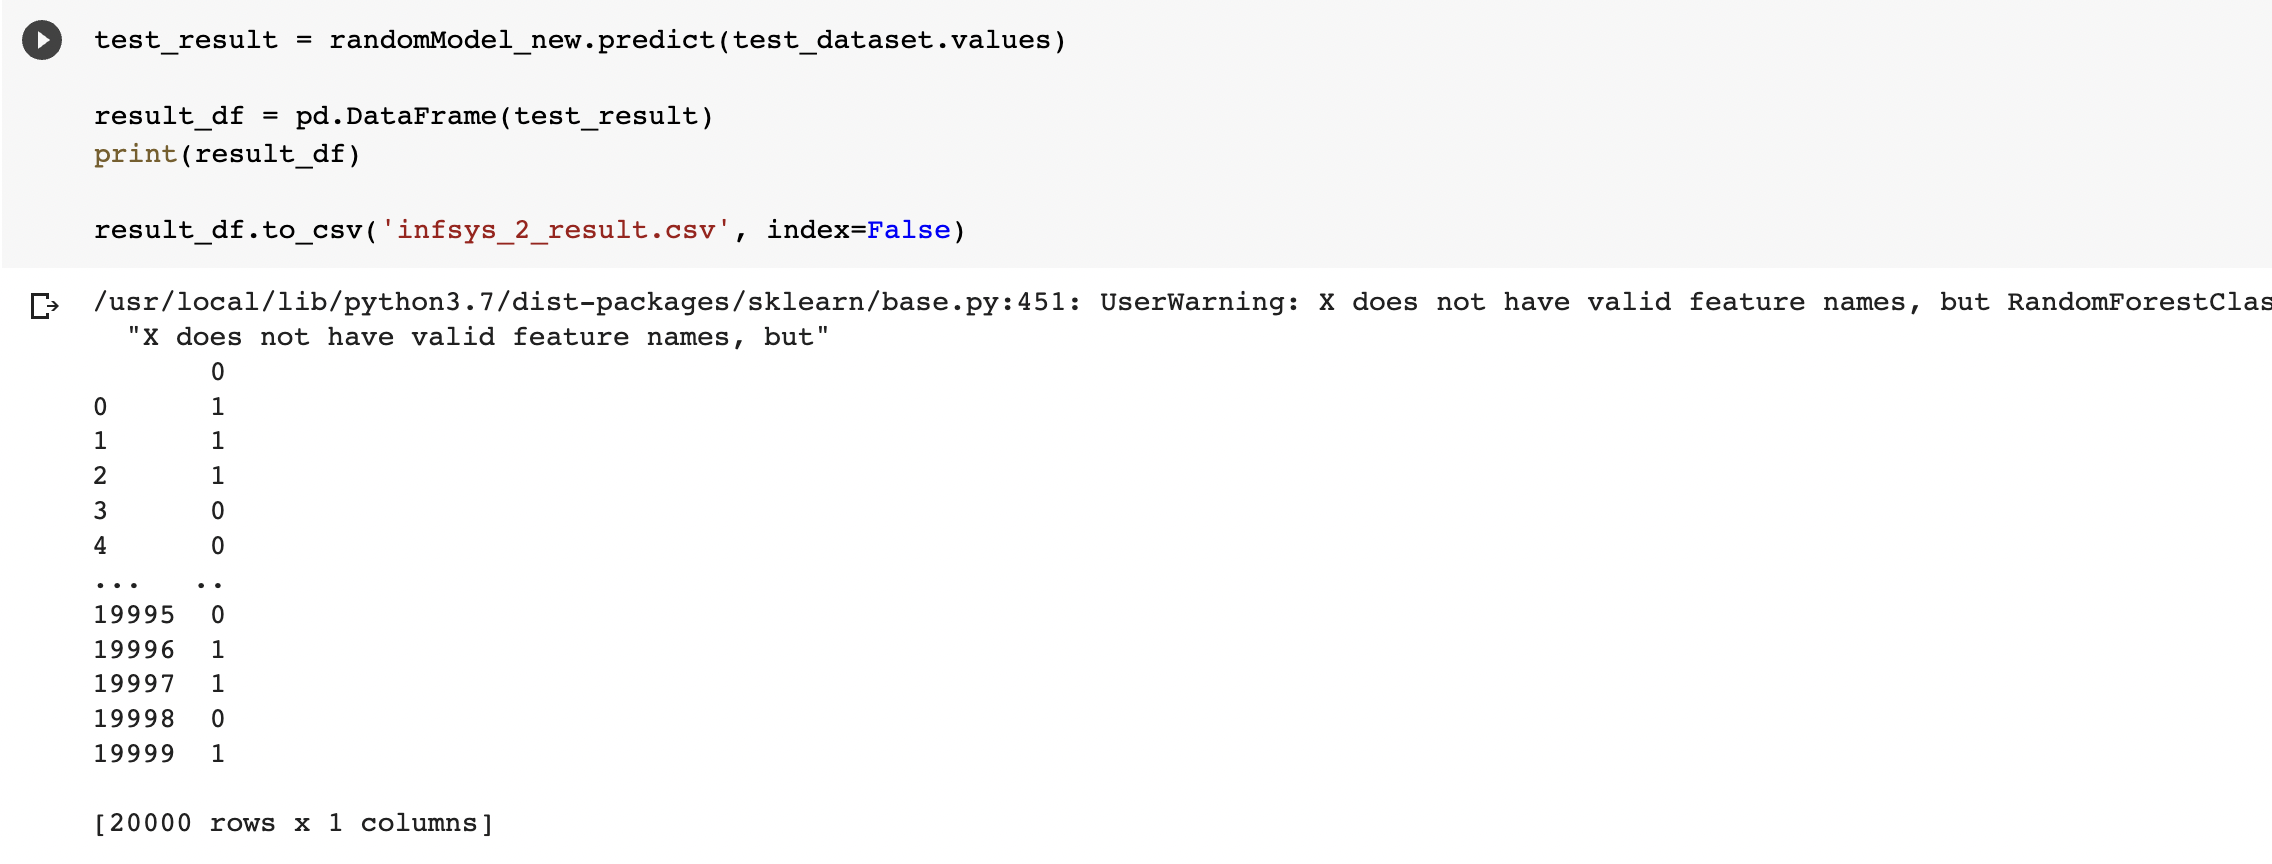 test_result = randomModel_new.predict(test_dataset.values)
result_df = pd.DataFrame(test_result)
print(result_df)
result_df.to_csv('infsys_2_result.csv', index=False)
/usr/local/lib/python3.7/dist-packages/sklearn/base.py:451: UserWarning: X does not have valid feature names, but RandomForestClas
"X does not have valid feature names, but"
0
0 1
1 1
2 1
3 0
4 0
... ..
19995 0
19996 1
19997 1
19998 0
19999 1
[20000 rows x 1 columns]